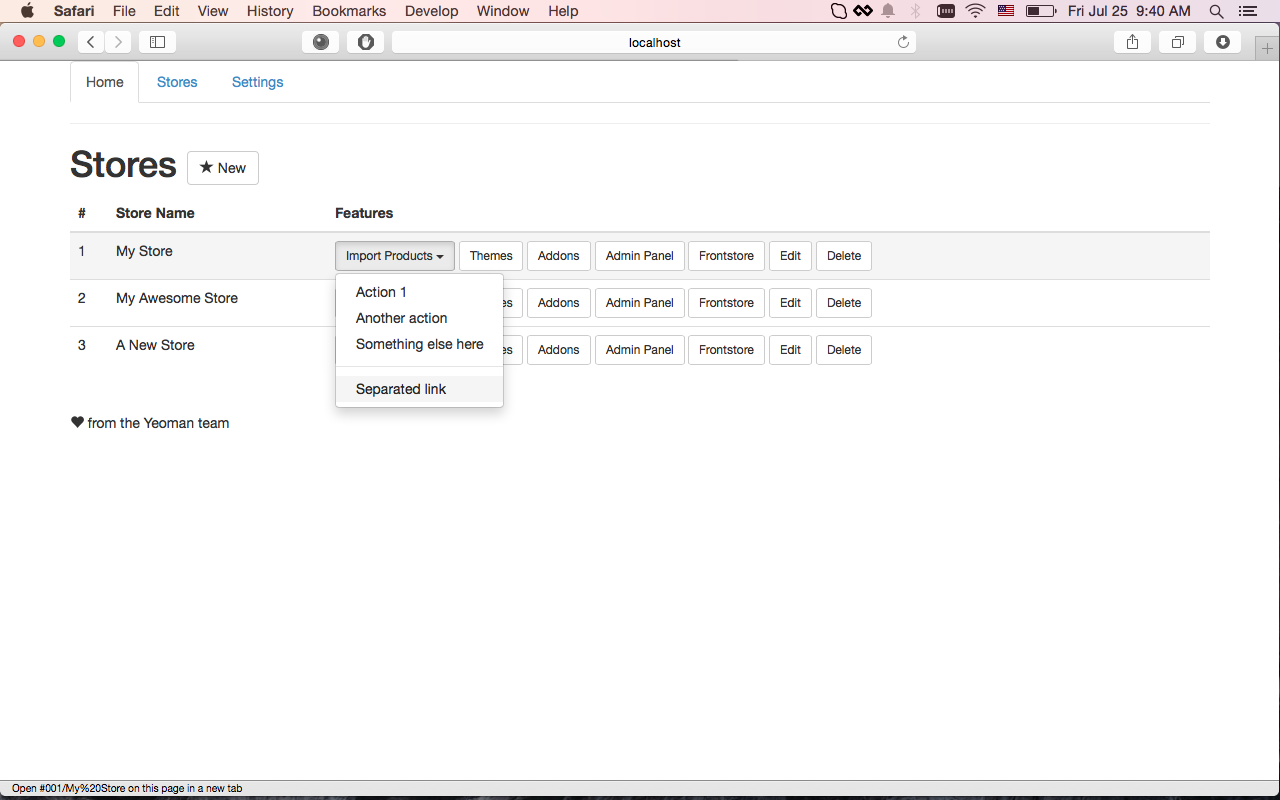 Safari File Edit View History Bookmarks Develop Window Help Fri Jul 25 9:40 AM
localhost
Home Stores Settings
Stores New
# Store Name Features
1 My Store Import Products Themes Addons Admin Panel Frontstore Edit Delete
Action 1
2 My Awesome Store es Addons Admin Panel Frontstore Edit Delete
Another action
3 A New Store Something else here es Addons Admin Panel Frontstore Edit Delete
Separated link
from the Yeoman team
Open #001/My%20Store on this page in a new tab